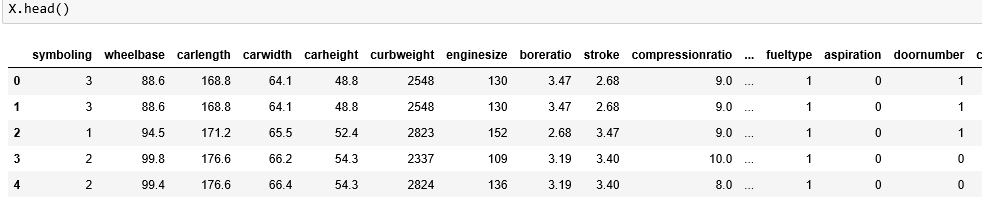 X.head()
symboling wheelbase carlength carwidth carheight curbweight enginesize boreratio stroke compressionratio ... fueltype aspiration doornumber c
0 3 88.6 168.8 64.1 48.8 2548 130 3.47 2.68 9.0 ... 1 0 1
1 3 88.6 168.8 64.1 48.8 2548 130 3.47 2.68 9.0 ... 1 0 1
2 1 94.5 171.2 65.5 52.4 2823 152 2.68 3.47 9.0 ... 1 0 1
3 2 99.8 176.6 66.2 54.3 2337 109 3.19 3.40 10.0 ... 1 0 0
4 2 99.4 176.6 66.4 54.3 2824 136 3.19 3.40 8.0 ... 1 0 0